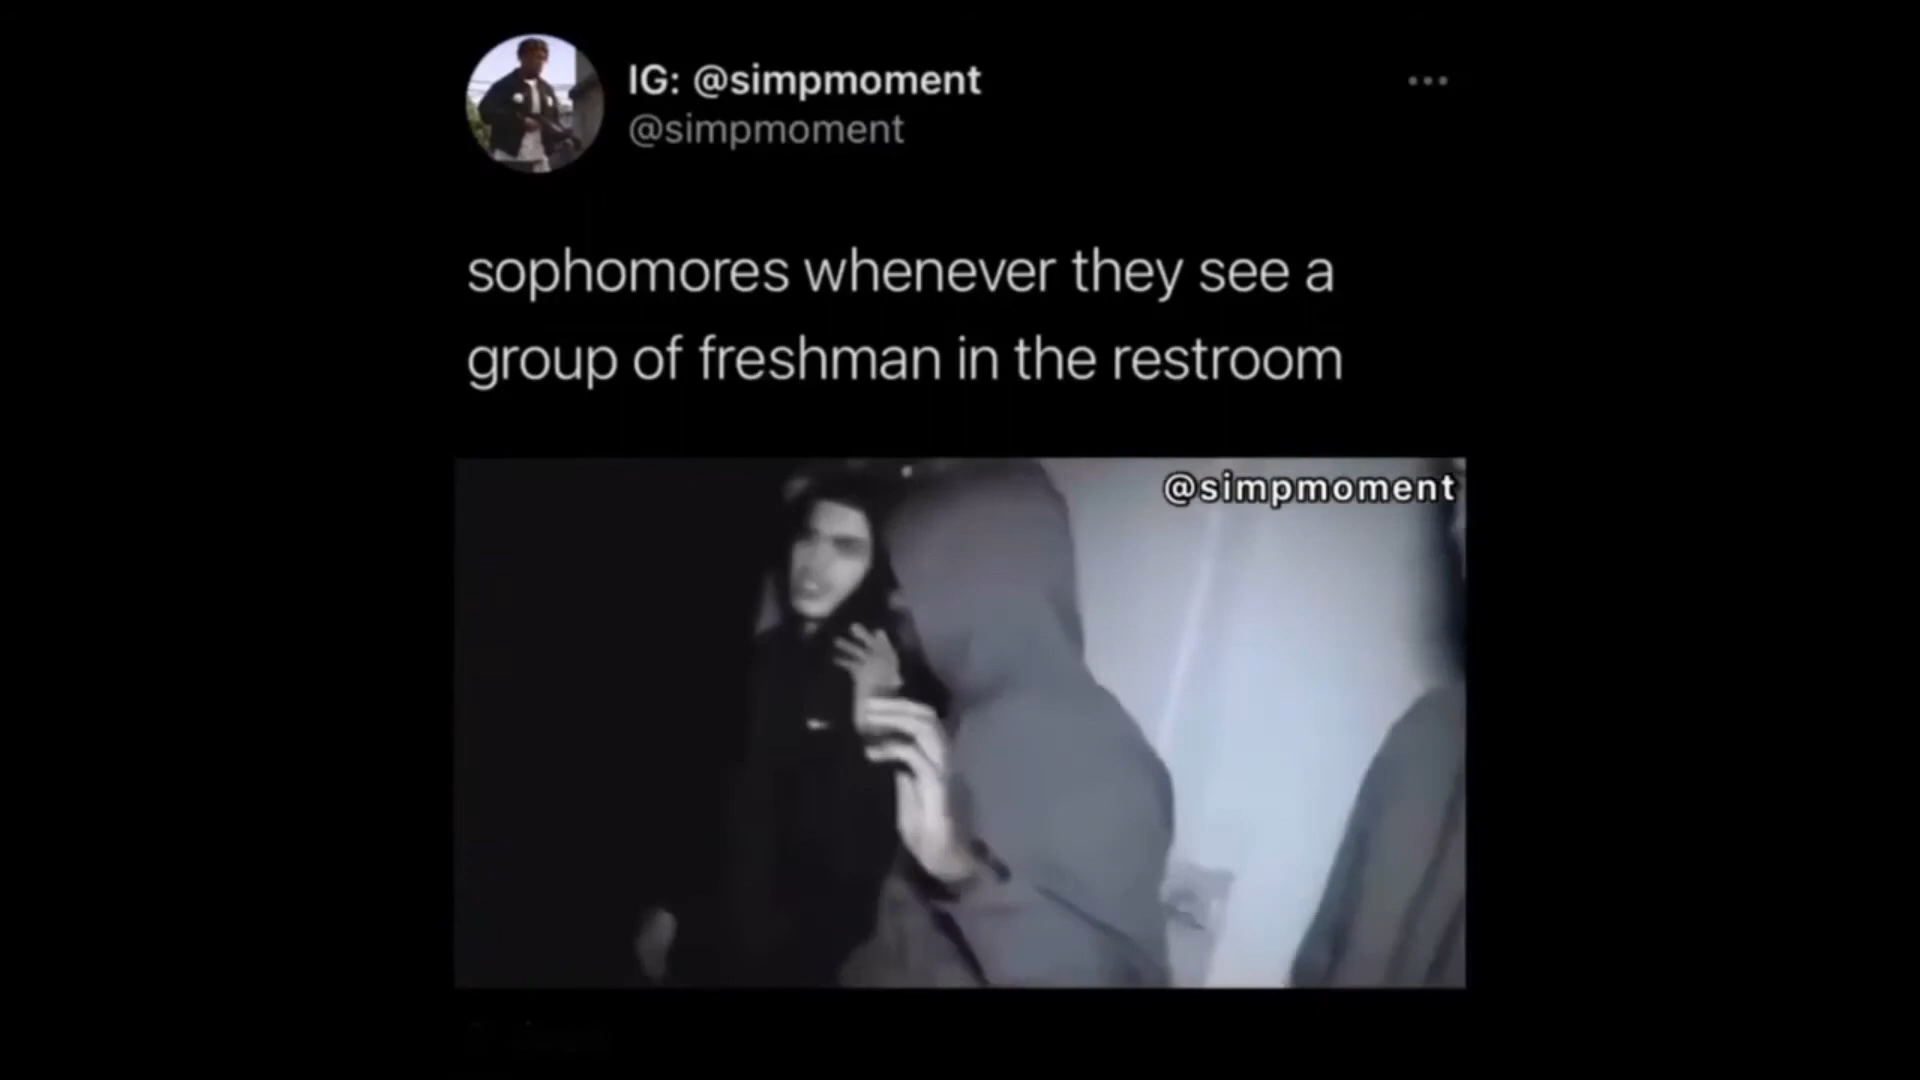 IG: @simpmoment
@simpmoment
sophomores whenever they see a
group of freshman in the restroom
@simpmoment